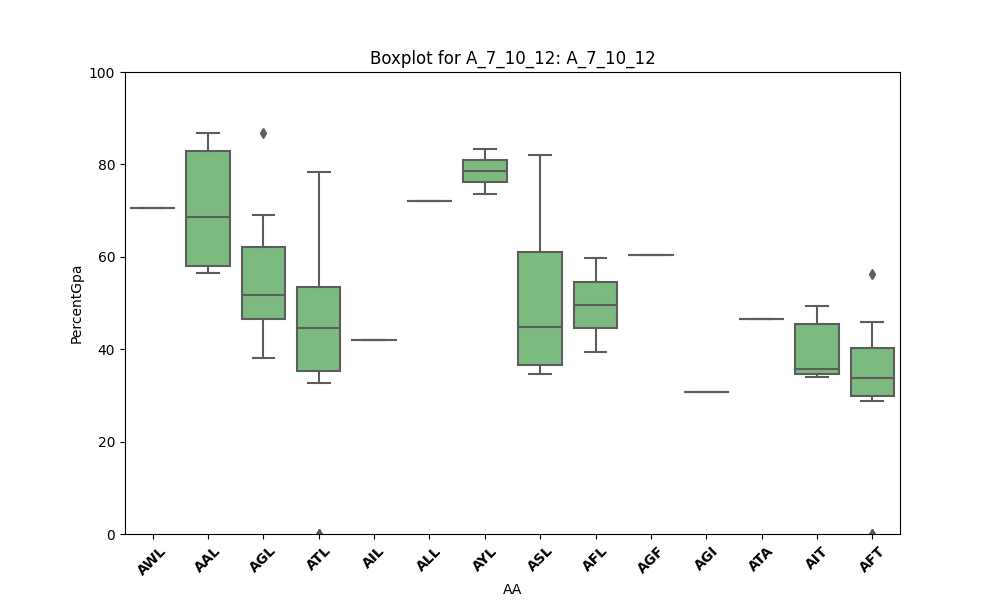 Boxplot for A_7_10_12: A_7_10_12
100
80
60
40
20
0
PercentGpa
AWL AAL AGL ATL AIL ALL AYL ASL AFL AGF AGI ATA AIT AFT
AA